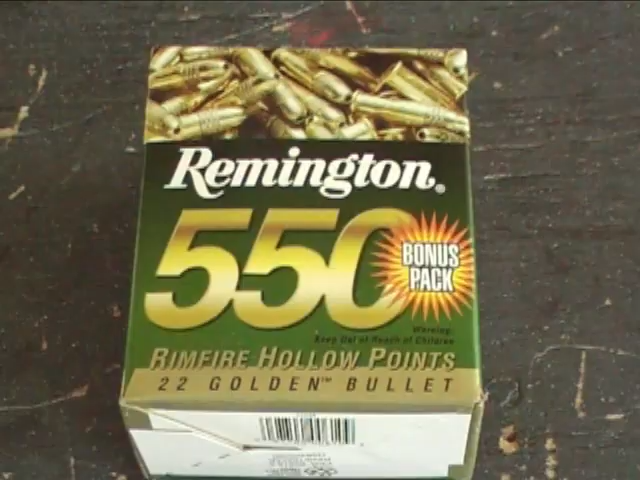 Remington®
550
BONUS
PACK
Warning:
Keep Out of Reach of Children
RIMFIRE HOLLOW POINTS
22 GOLDEN™ BULLET